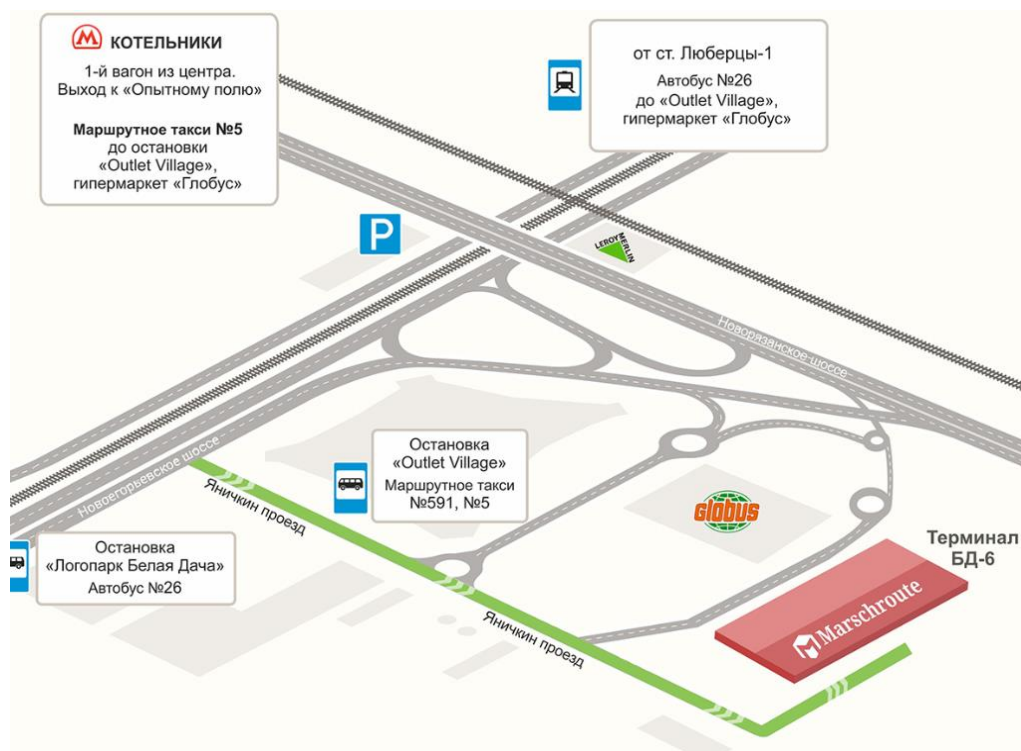 КОТЕЛЬНИКИ
1-й вагон из центра.
Выход к «Опытному полю»
Маршрутное такси №5
до остановки
«Outlet Village»,
гипермаркет «Глобус»
от ст. Люберцы-1
Автобус №26
до «Outlet Village»,
гипермаркет «Глобус»
P
LEROY
MERLIN
Новорязанское шоссе
Остановка
«Outlet Village»
Маршрутное такси
№591, №5
Новоегорьевское шоссе
Яничкин проезд
GLOBUS
Остановка
«Логопарк Белая Дача»
Автобус №26
Терминал
БД-6
Marschroute
Яничкин проезд